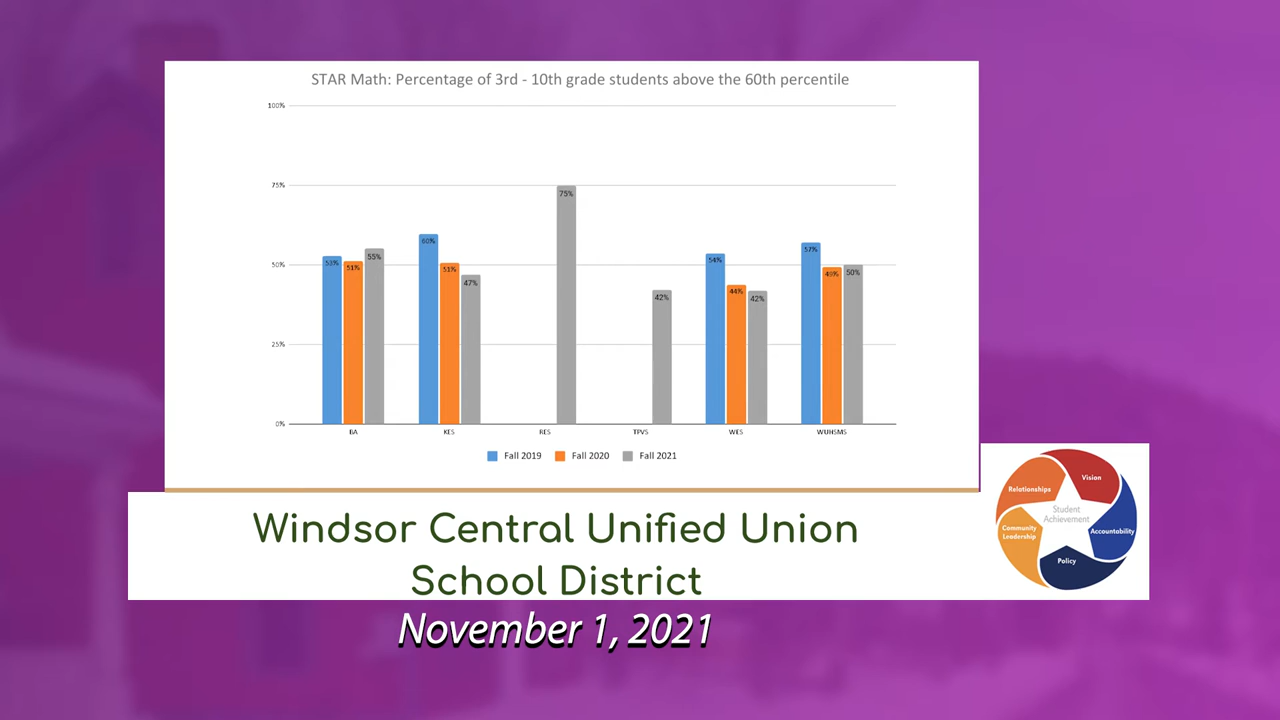 STAR Math: Percentage of 3rd - 10th grade students above the 60th percentile
100%
75%
50%
25%
0%
53%
51%
55%
60%
51%
47%
75%
42%
54%
44%
42%
57%
49%
50%
BA
KES
RES
TPVS
WES
WUHSMS
Fall 2019
Fall 2020
Fall 2021
Windsor Central Unified Union
School District
November 1, 2021
Relationships
Vision
Student
Achievement
Community
Leadership
Accountability
Policy